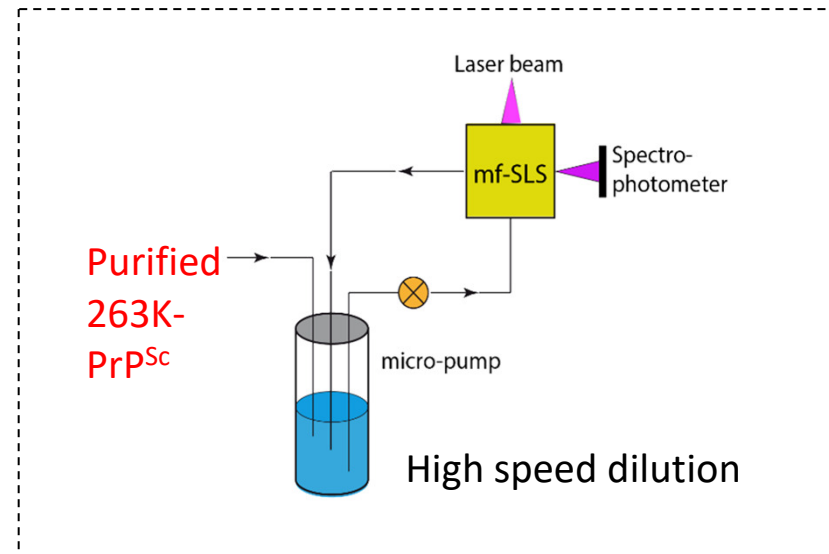 Laser beam
mf-SLS
Spectro-
photometer
Purified
263K-
PrPSc
micro-pump
High speed dilution